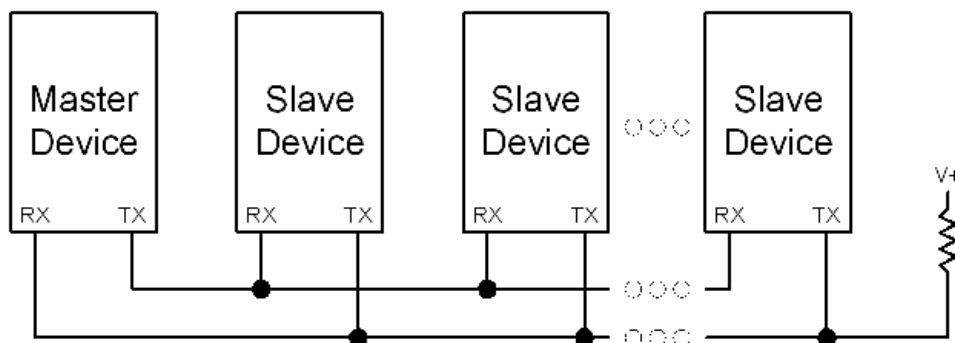 Master
Device
Slave
Device
Slave
Device
Slave
Device
RX TX
RX TX
RX TX
RX TX
V+